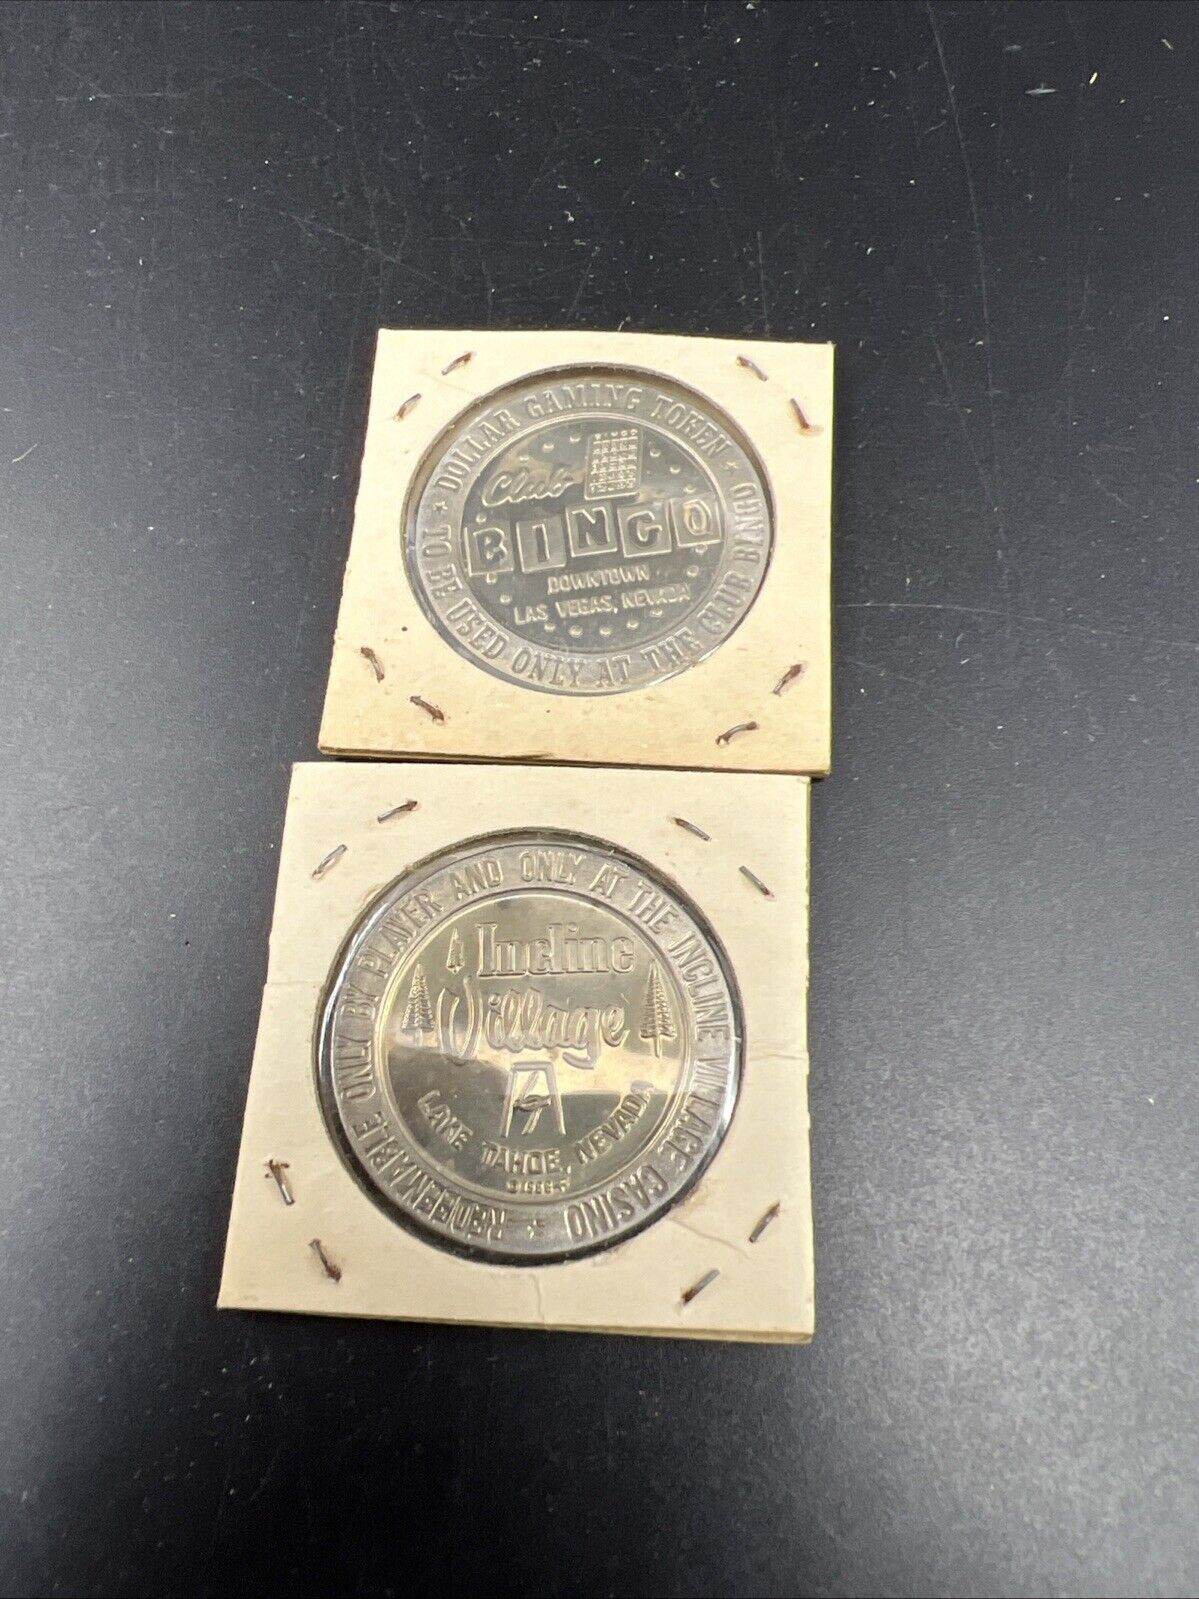 DOLLAR GAMING TOKEN
Club
BINGO
BINGO
DOWNTOWN
LAS VEGAS, NEVADA
★ TO BE USED ONLY AT THE CLUB BINGO ★
REDEEMABLE ONLY BY PLAYER AND ONLY AT THE INCLINE VILLAGE CASINO ★
Incline
Village
LAKE TAHOE, NEVADA